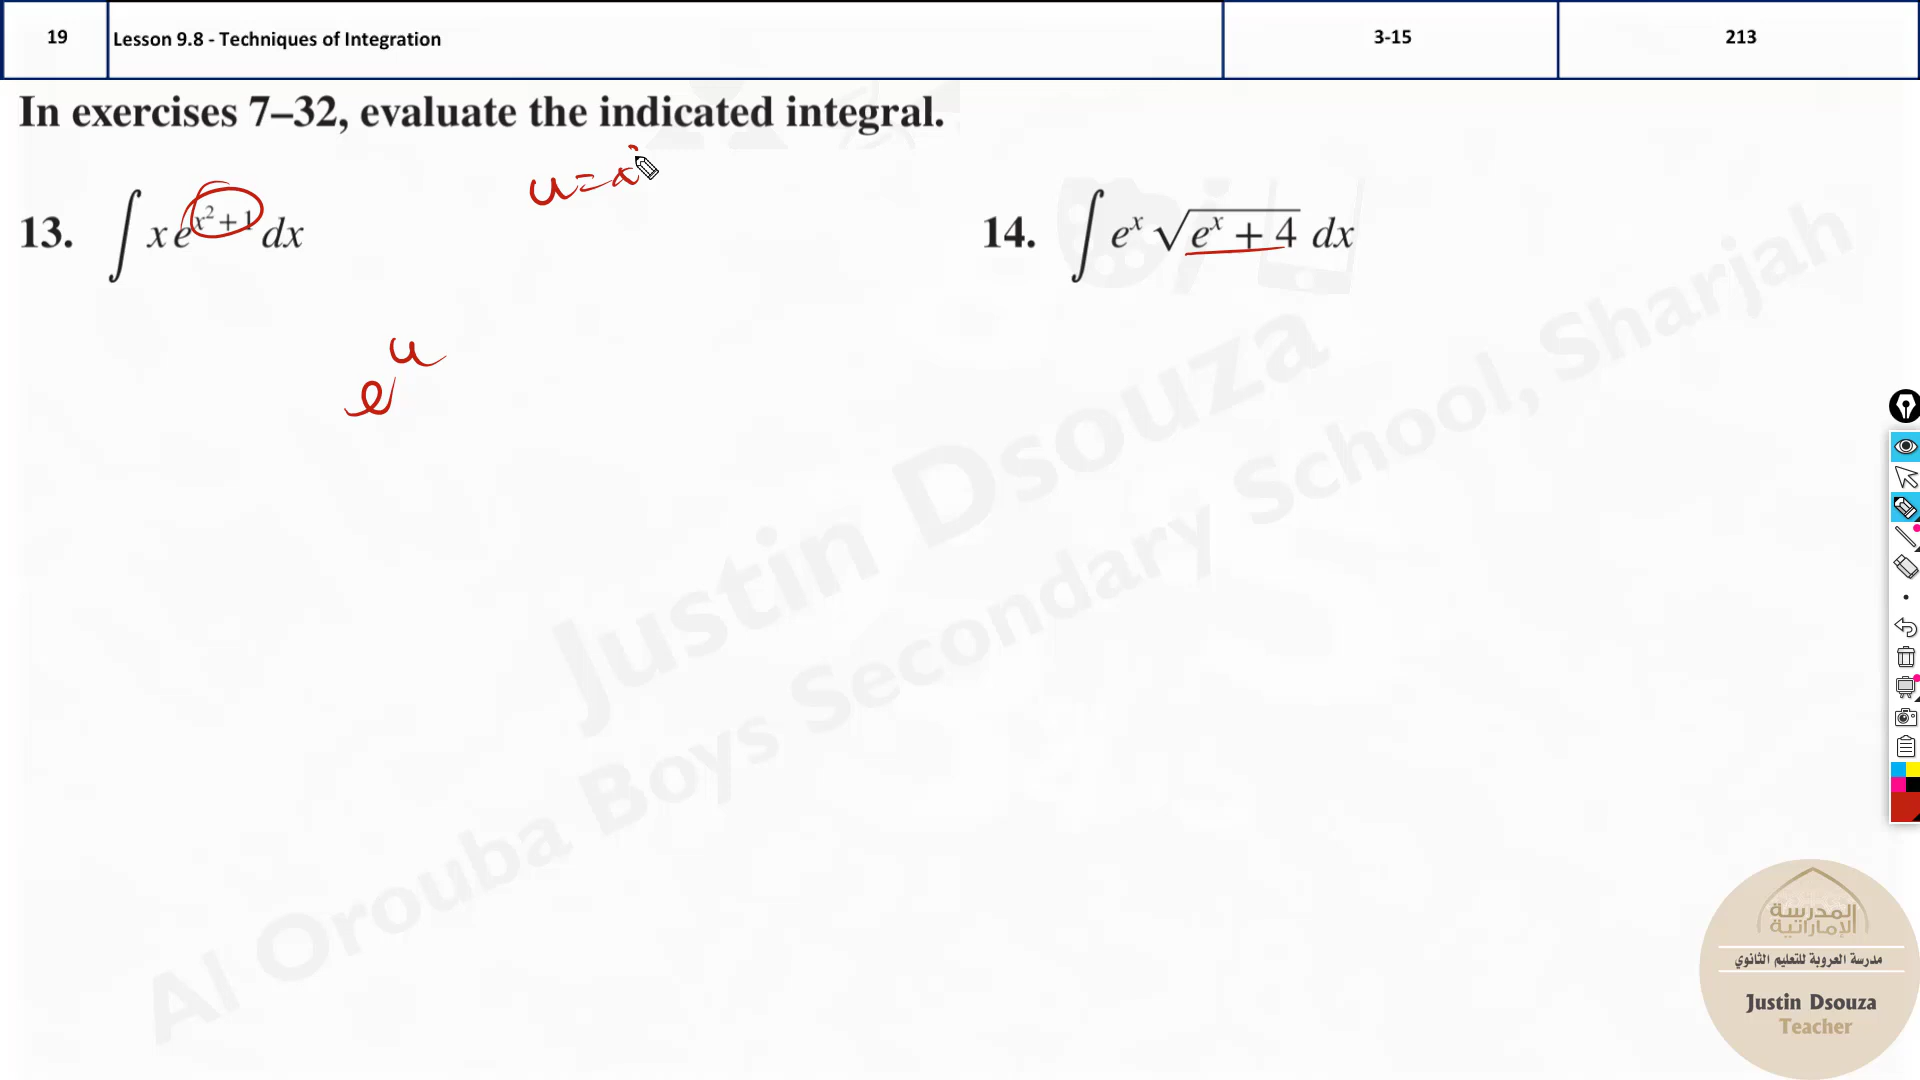 19 Lesson 9.8 - Techniques of Integration 3-15 213
In exercises 7–32, evaluate the indicated integral.
u = x²
13. ∫ x e^{x² + 1} dx
14. ∫ eˣ √(eˣ + 4) dx
e^u
Justin Dsouza
Al Orouba Boys Secondary School, Sharjah
المدرسة
الإماراتية
مدرسة العروبة للتعليم الثانوي
Justin Dsouza
Teacher